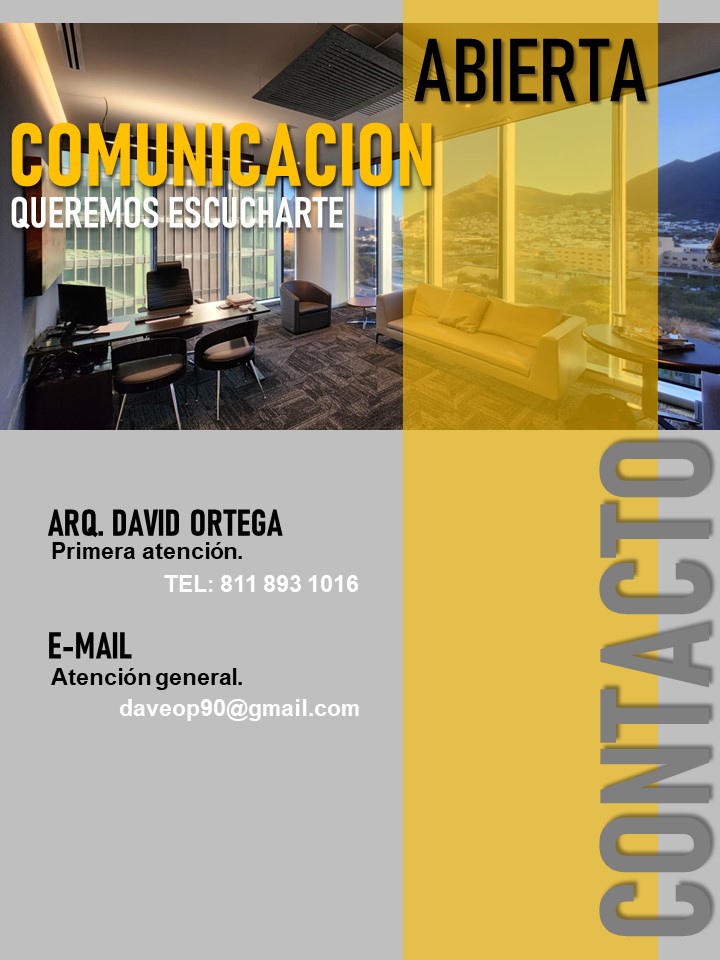 ABIERTA
COMUNICACION
QUEREMOS ESCUCHARTE
ARQ. DAVID ORTEGA
Primera atención.
TEL: 811 893 1016
E-MAIL
Atención general.
daveop90@gmail.com
CONTACTO